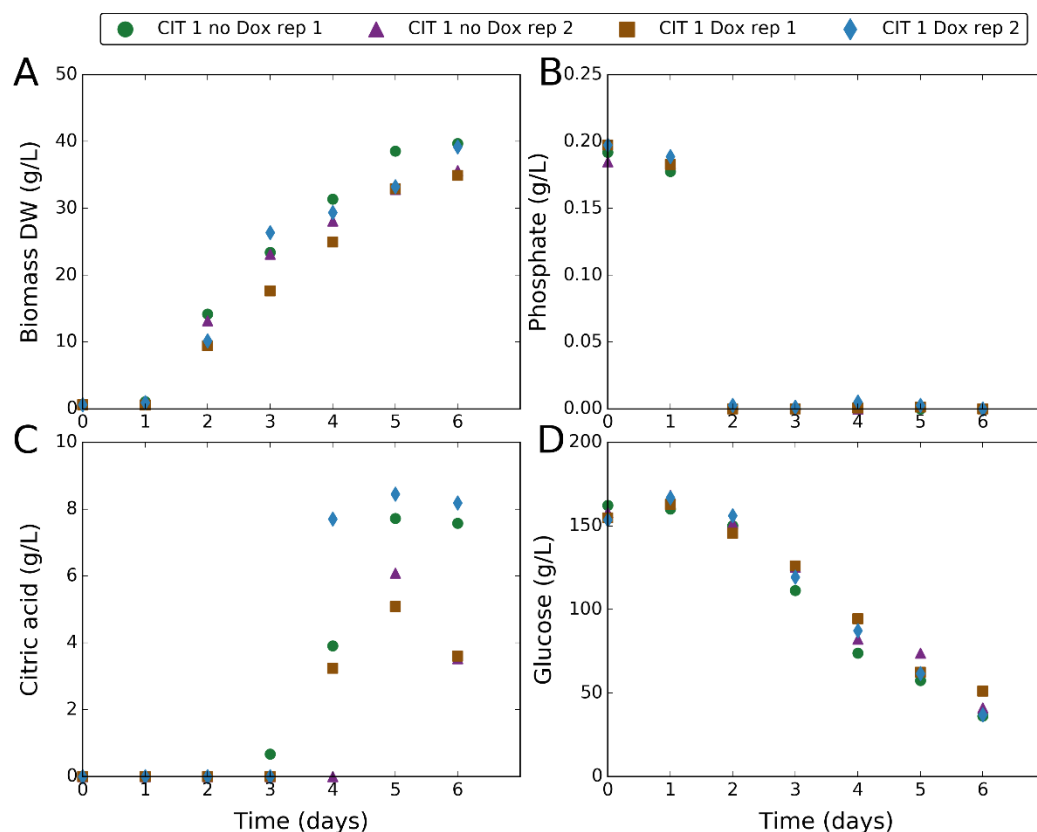 CIT 1 no Dox rep 1 CIT 1 no Dox rep 2 CIT 1 Dox rep 1 CIT 1 Dox rep 2
A
50
40
30
20
10
0
Biomass DW (g/L)
0 1 2 3 4 5 6
B
0.25
0.20
0.15
0.10
0.05
0.00
Phosphate (g/L)
0 1 2 3 4 5 6
C
10
8
6
4
2
0
Citric acid (g/L)
0 1 2 3 4 5 6
Time (days)
D
200
150
100
50
0
Glucose (g/L)
0 1 2 3 4 5 6
Time (days)